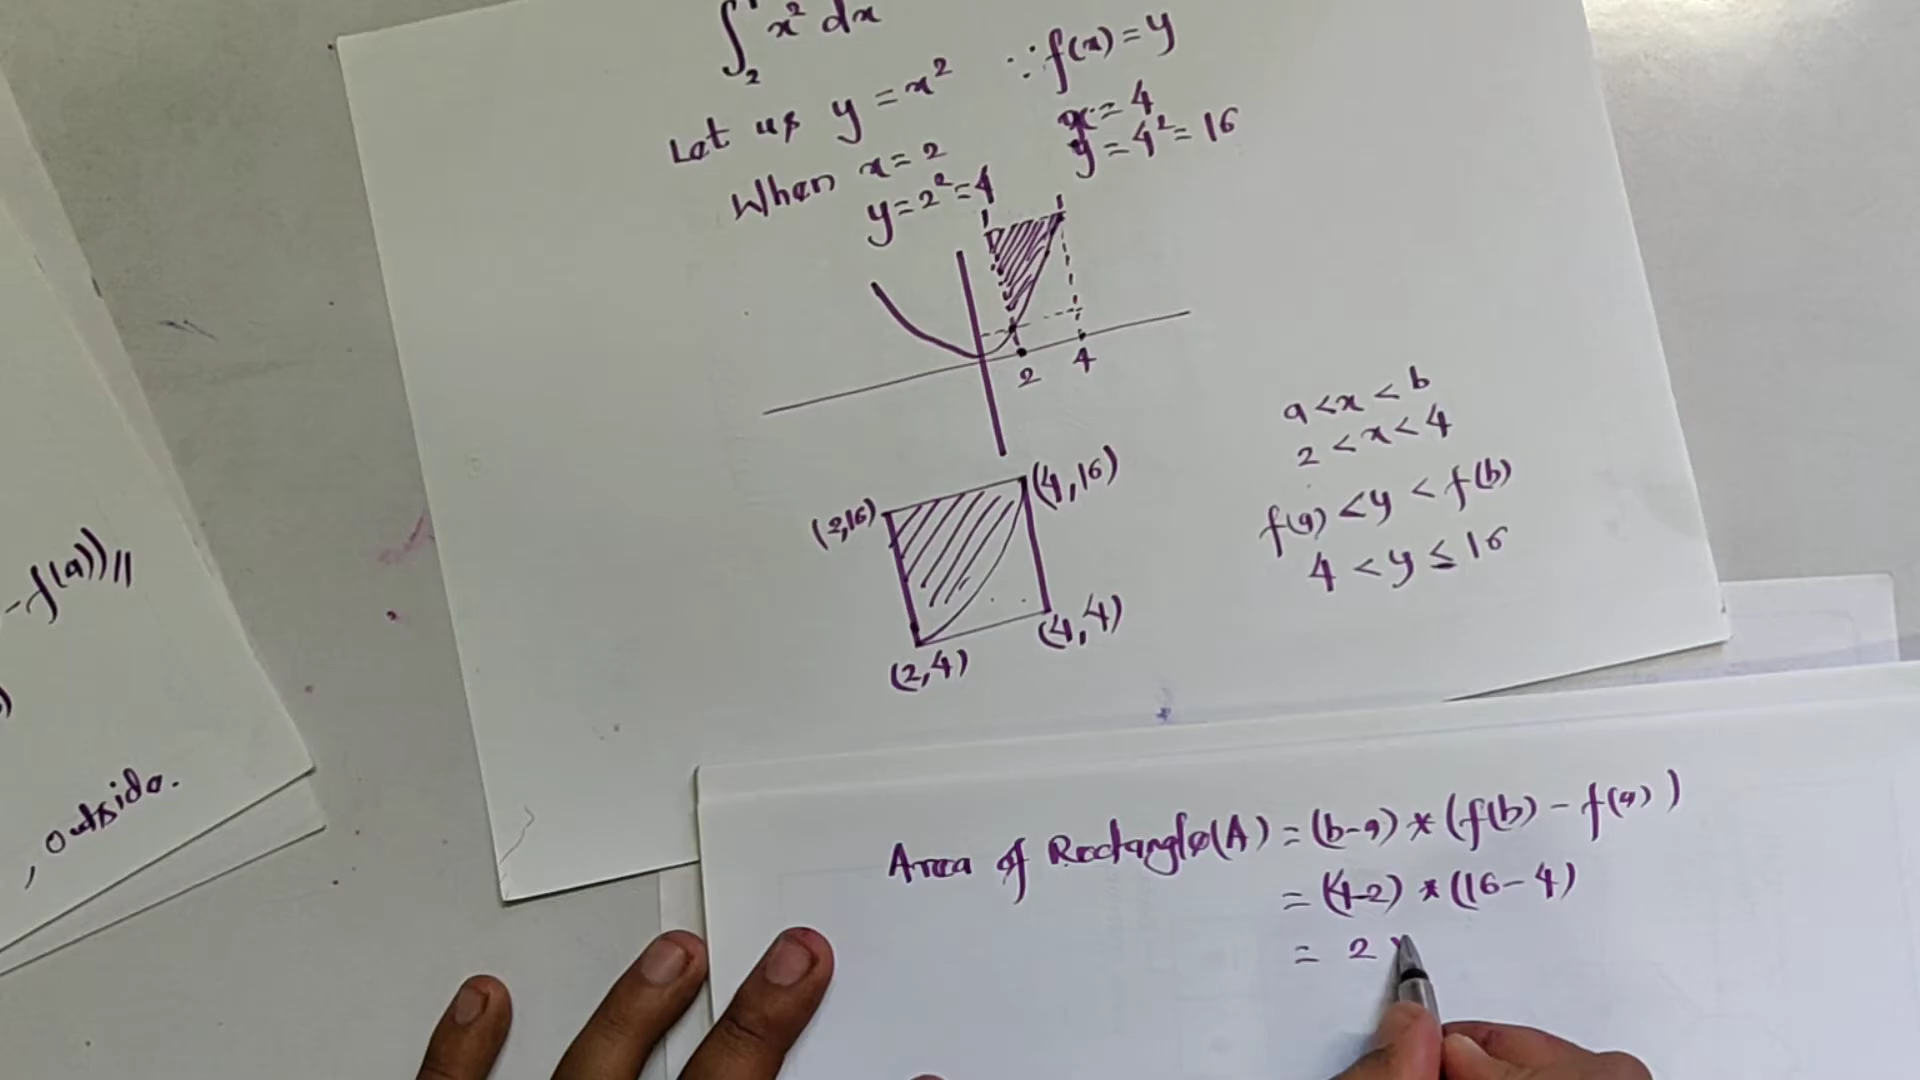 ∫₂ x² dx
Let us y = x² ∵ f(x) = y
When x = 2 x = 4
y = 2² = 4 y = 4² = 16
2 4
a < x < b
2 < x < 4
f(a) < y < f(b)
4 < y ≤ 16
(2,16) (4,16)
(2,4) (4,4)
- f(a))//
, outside.
Area of Rectangle(A) = (b-a) * (f(b) - f(a))
= (4-2) * (16-4)
= 2